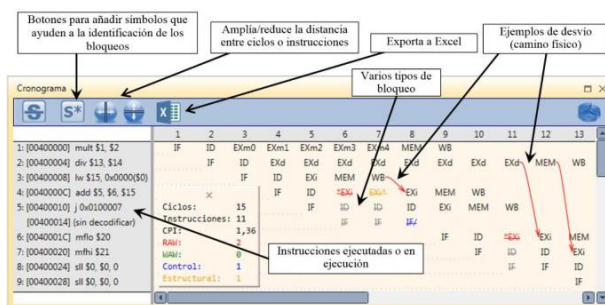 Botones para añadir símbolos que
ayuden a la identificación de los
bloqueos
Amplía/reduce la distancia
entre ciclos o instrucciones
Exporta a Excel
Ejemplos de desvío
(camino físico)
Varios tipos de
bloqueo
Cronograma
S S* X
1 2 3 4 5 6 7 8 9 10 11 12 13
1: [00400000] mult $1, $2 IF ID EXm0 EXm1 EXm2 EXm3 EXm4 MEM WB
2: [00400004] div $13, $14 IF ID EXd EXd EXd EXd EXd EXd EXd EXd MEM WB
3: [00400008] lw $15, 0x0000($0) IF ID EXi MEM WB
4: [0040000C] add $5, $6, $15 IF ID *EXi EXi* EXi MEM WB
5: [00400010] j 0x0100007 IF ID ID ID EXi MEM WB
[00400014] (sin decodificar) IF IF IF/
6: [0040001C] mflo $20 IF ID *EXi EXi MEM
7: [00400020] mfhi $21 IF ID ID EXi
8: [00400024] sll $0, $0, 0 IF IF ID
9: [00400028] sll $0, $0, 0 IF
×
Ciclos: 15
Instrucciones: 11
CPI: 1,36
RAW: 2
WAW: 0
Control: 1
Estructural: 1
Instrucciones ejecutadas o en
ejecución